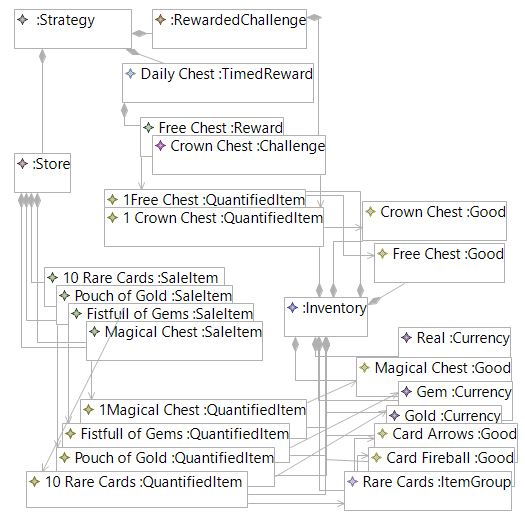 :Strategy
:RewardedChallenge
Daily Chest :TimedReward
Free Chest :Reward
Crown Chest :Challenge
:Store
1Free Chest :QuantifiedItem
1 Crown Chest :QuantifiedItem
Crown Chest :Good
Free Chest :Good
10 Rare Cards :SaleItem
Pouch of Gold :SaleItem
Fistfull of Gems :SaleItem
Magical Chest :SaleItem
:Inventory
Real :Currency
Magical Chest :Good
Gem :Currency
1Magical Chest :QuantifiedItem
Gold :Currency
Fistfull of Gems :QuantifiedItem
Card Arrows :Good
Pouch of Gold :QuantifiedItem
Card Fireball :Good
10 Rare Cards :QuantifiedItem
Rare Cards :ItemGroup